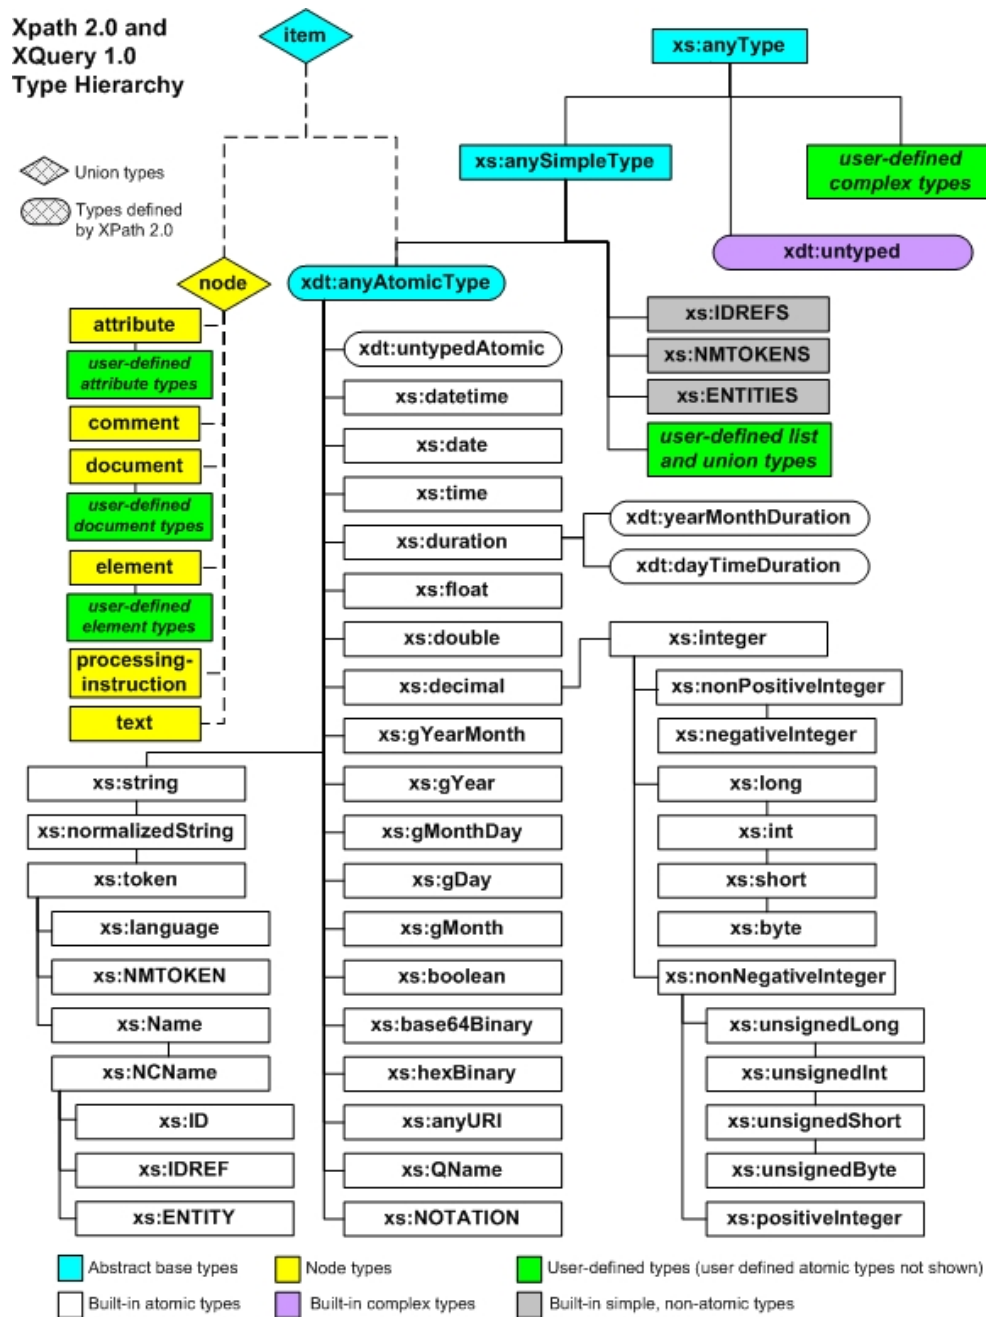 Xpath 2.0 and
XQuery 1.0
Type Hierarchy
item
xs:anyType
Union types
Types defined
by XPath 2.0
xs:anySimpleType
user-defined
complex types
xdt:untyped
node
xdt:anyAtomicType
attribute
user-defined
attribute types
comment
document
user-defined
document types
element
user-defined
element types
processing-
instruction
text
xs:IDREFS
xs:NMTOKENS
xs:ENTITIES
user-defined list
and union types
xdt:untypedAtomic
xs:datetime
xs:date
xs:time
xs:duration
xdt:yearMonthDuration
xdt:dayTimeDuration
xs:float
xs:double
xs:decimal
xs:integer
xs:nonPositiveInteger
xs:negativeInteger
xs:long
xs:int
xs:short
xs:byte
xs:nonNegativeInteger
xs:unsignedLong
xs:unsignedInt
xs:unsignedShort
xs:unsignedByte
xs:positiveInteger
xs:gYearMonth
xs:gYear
xs:gMonthDay
xs:gDay
xs:gMonth
xs:boolean
xs:base64Binary
xs:hexBinary
xs:anyURI
xs:QName
xs:NOTATION
xs:string
xs:normalizedString
xs:token
xs:language
xs:NMTOKEN
xs:Name
xs:NCName
xs:ID
xs:IDREF
xs:ENTITY
Abstract base types
Node types
User-defined types (user defined atomic types not shown)
Built-in atomic types
Built-in complex types
Built-in simple, non-atomic types